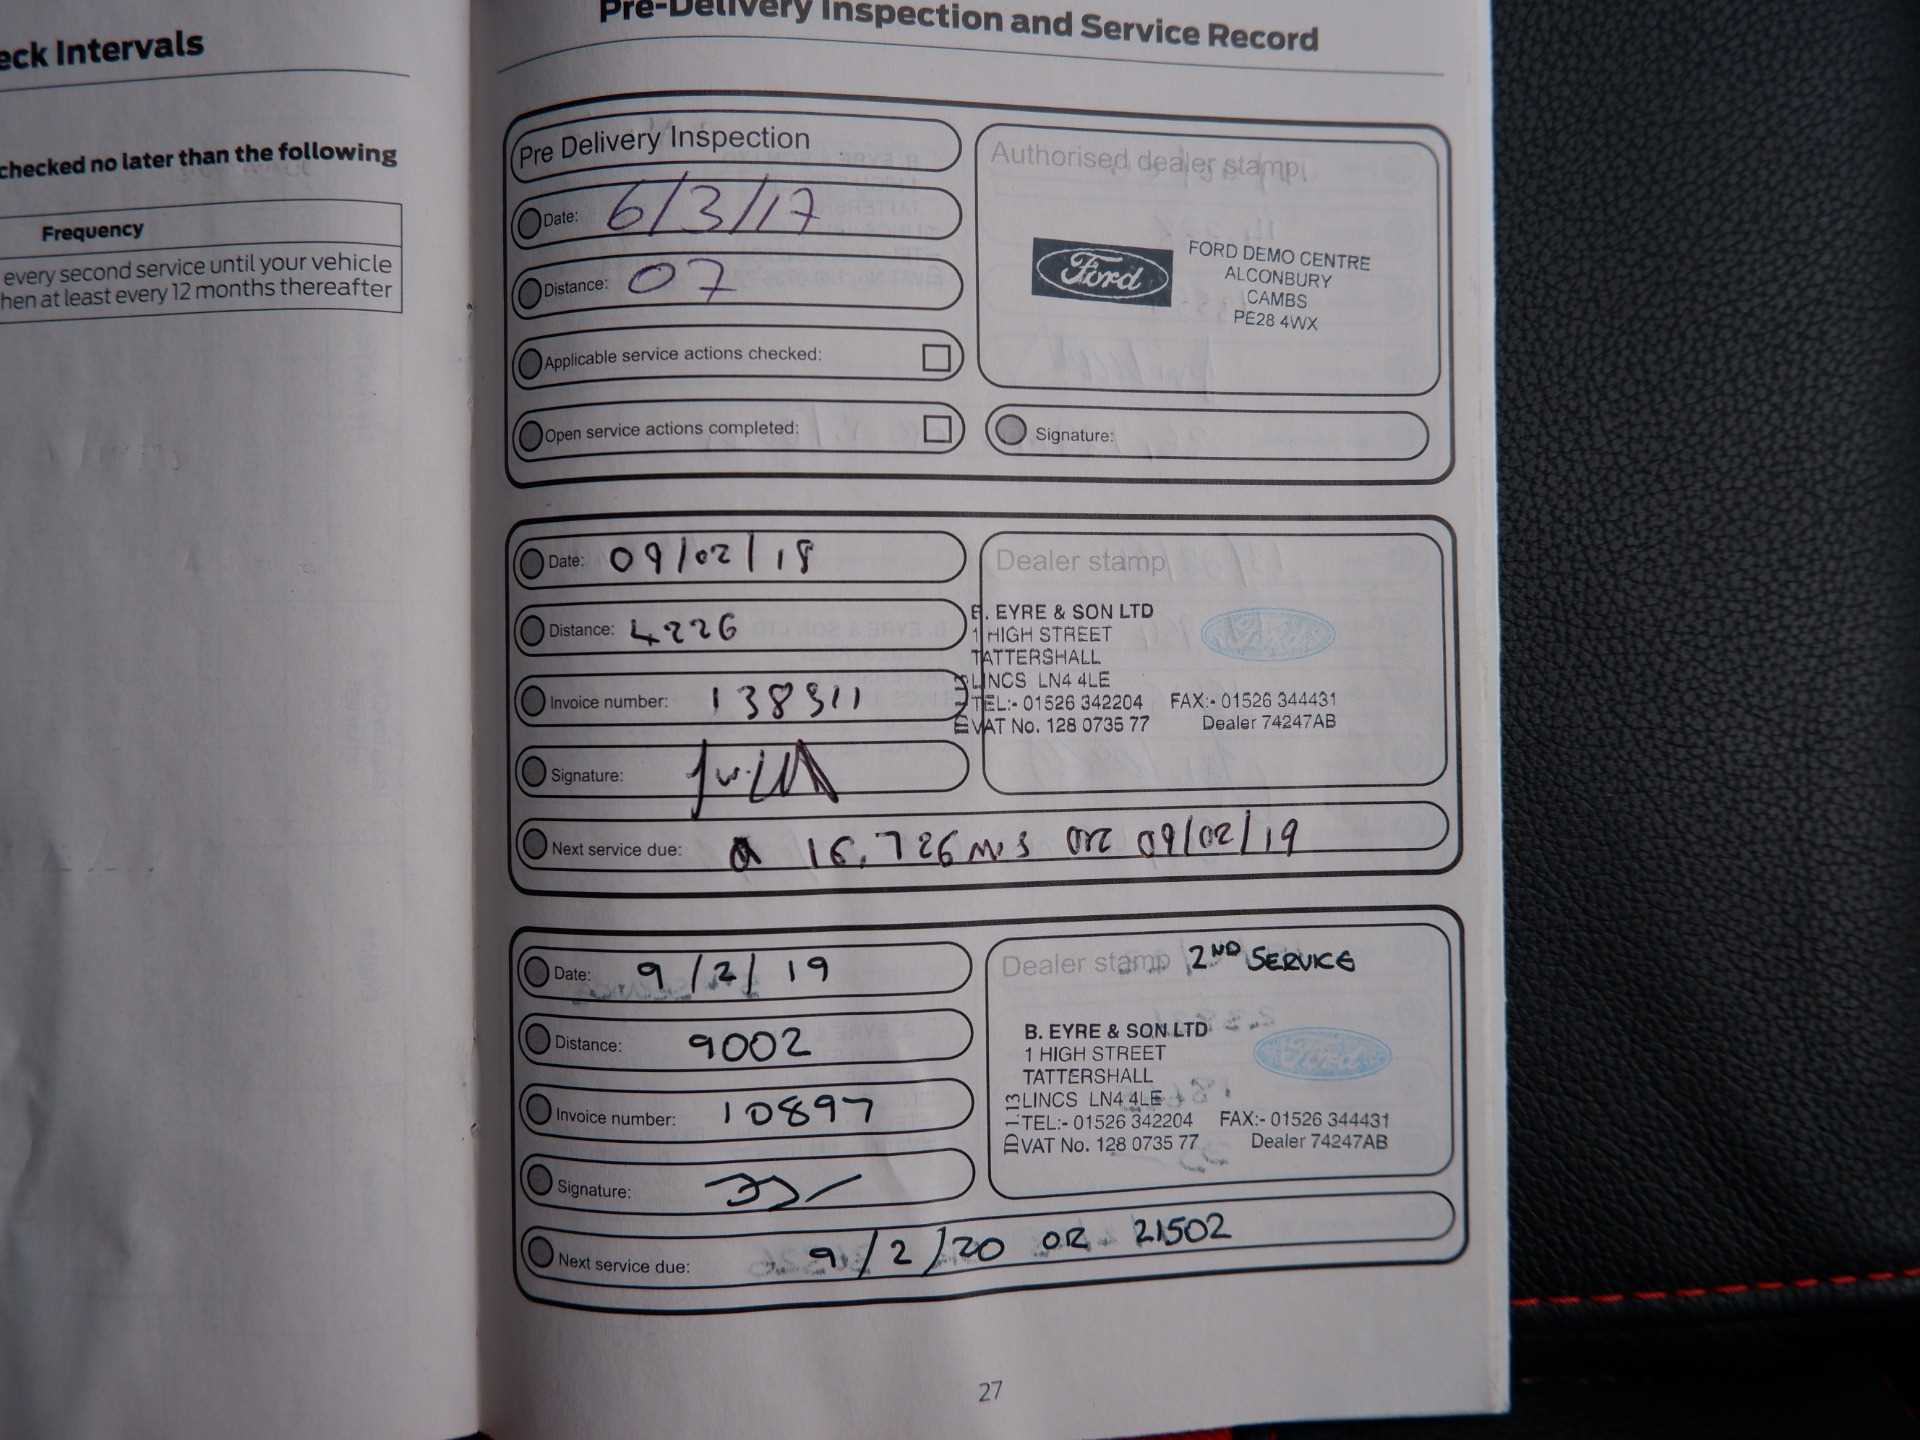 eck Intervals
checked no later than the following
Frequency
every second service until your vehicle
hen at least every 12 months thereafter
Pre-Delivery Inspection and Service Record
Pre Delivery Inspection
Date: 6/3/17
Distance: 07
Applicable service actions checked:
Open service actions completed:
Authorised dealer stamp
Ford
FORD DEMO CENTRE
ALCONBURY
CAMBS
PE28 4WX
Signature:
Date: 09/02/18
Distance: 4226
Invoice number: 138311
Signature:
Dealer stamp
B. EYRE & SON LTD
1 HIGH STREET
TATTERSHALL
LINCS LN4 4LE
TEL:- 01526 342204 FAX:- 01526 344431
VAT No. 128 0735 77 Dealer 74247AB
Next service due: 16,726 mis or 09/02/19
Date: 9/2/19
Distance: 9002
Invoice number: 10897
Signature:
Dealer stamp 2ND SERVICE
B. EYRE & SON LTD
1 HIGH STREET
TATTERSHALL
LINCS LN4 4LE
TEL:- 01526 342204 FAX:- 01526 344431
VAT No. 128 0735 77 Dealer 74247AB
Ford
Next service due: 9/2/20 OR 21502
27